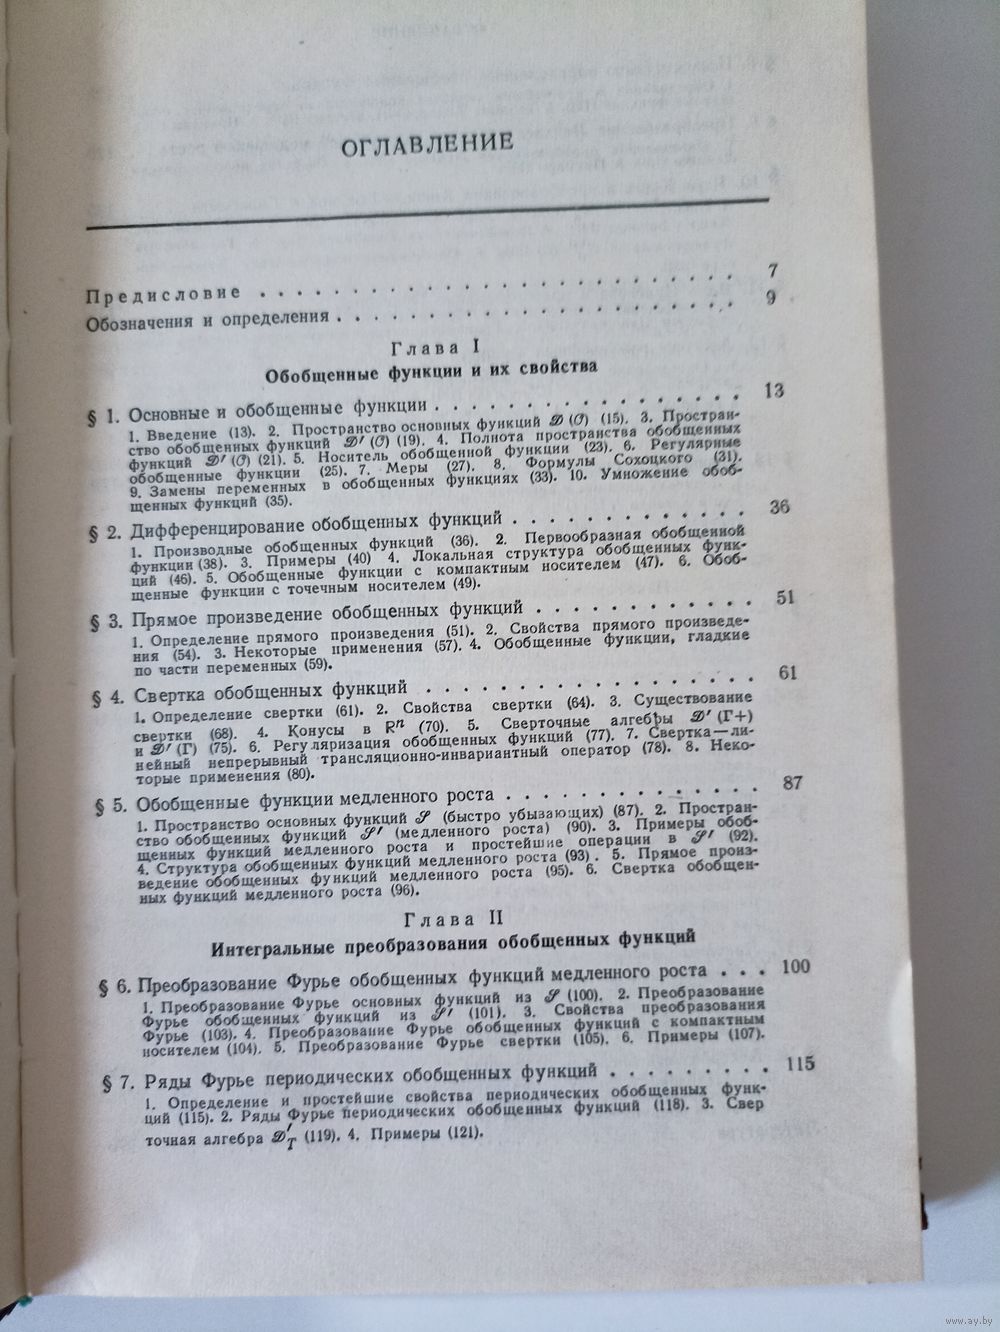 ОГЛАВЛЕНИЕ
Предисловие . . . . . . . . . . . . . . . . . . . . . . . . . . 7
Обозначения и определения . . . . . . . . . . . . . . . . . . . . . 9
Глава I
Обобщенные функции и их свойства
§ 1. Основные и обобщенные функции . . . . . . . . . . . . . . . . . 13
1. Введение (13). 2. Пространство основных функций 𝒟 (𝒪) (15). 3. Простран-
ство обобщенных функций 𝒟′ (𝒪) (19). 4. Полнота пространства обобщенных
функций 𝒟′ (𝒪) (21). 5. Носитель обобщенной функции (23). 6. Регулярные
обобщенные функции (25). 7. Меры (27). 8. Формулы Сохоцкого (31).
9. Замены переменных в обобщенных функциях (33). 10. Умножение обоб-
щенных функций (35).
§ 2. Дифференцирование обобщенных функций . . . . . . . . . . . . . 36
1. Производные обобщенных функций (36). 2. Первообразная обобщенной
функции (38). 3. Примеры (40) 4. Локальная структура обобщенных функ-
ций (46). 5. Обобщенные функции с компактным носителем (47). 6. Обоб-
щенные функции с точечным носителем (49).
§ 3. Прямое произведение обобщенных функций . . . . . . . . . . . . 51
1. Определение прямого произведения (51). 2. Свойства прямого произведе-
ния (54). 3. Некоторые применения (57). 4. Обобщенные функции, гладкие
по части переменных (59).
§ 4. Свертка обобщенных функций . . . . . . . . . . . . . . . . . . 61
1. Определение свертки (61). 2. Свойства свертки (64). 3. Существование
свертки (68). 4. Конусы в Rⁿ (70). 5. Сверточные алгебры 𝒟′ (Г+)
и 𝒟′ (Г) (75). 6. Регуляризация обобщенных функций (77). 7. Свертка—ли-
нейный непрерывный трансляционно-инвариантный оператор (78). 8. Неко-
торые применения (80).
§ 5. Обобщенные функции медленного роста . . . . . . . . . . . . . . 87
1. Пространство основных функций 𝒮 (быстро убывающих) (87). 2. Простран-
ство обобщенных функций 𝒮′ (медленного роста) (90). 3. Примеры обоб-
щенных функций медленного роста и простейшие операции в 𝒮′ (92).
4. Структура обобщенных функций медленного роста (93). 5. Прямое произ-
ведение обобщенных функций медленного роста (95). 6. Свертка обобщен-
ных функций медленного роста (96).
Глава II
Интегральные преобразования обобщенных функций
§ 6. Преобразование Фурье обобщенных функций медленного роста . . . 100
1. Преобразование Фурье основных функций из 𝒮 (100). 2. Преобразование
Фурье обобщенных функций из 𝒮′ (101). 3. Свойства преобразования
Фурье (103). 4. Преобразование Фурье обобщенных функций с компактным
носителем (104). 5. Преобразование Фурье свертки (105). 6. Примеры (107).
§ 7. Ряды Фурье периодических обобщенных функций . . . . . . . . . 115
1. Определение и простейшие свойства периодических обобщенных функ-
ций (115). 2. Ряды Фурье периодических обобщенных функций (118). 3. Свер
точная алгебра 𝒟′_T (119). 4. Примеры (121).
www.ay.by